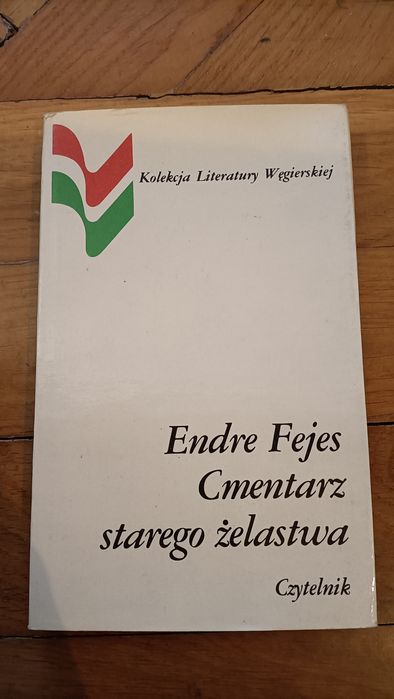 Kolekcja Literatury Węgierskiej
Endre Fejes
Cmentarz
starego żelastwa
Czytelnik